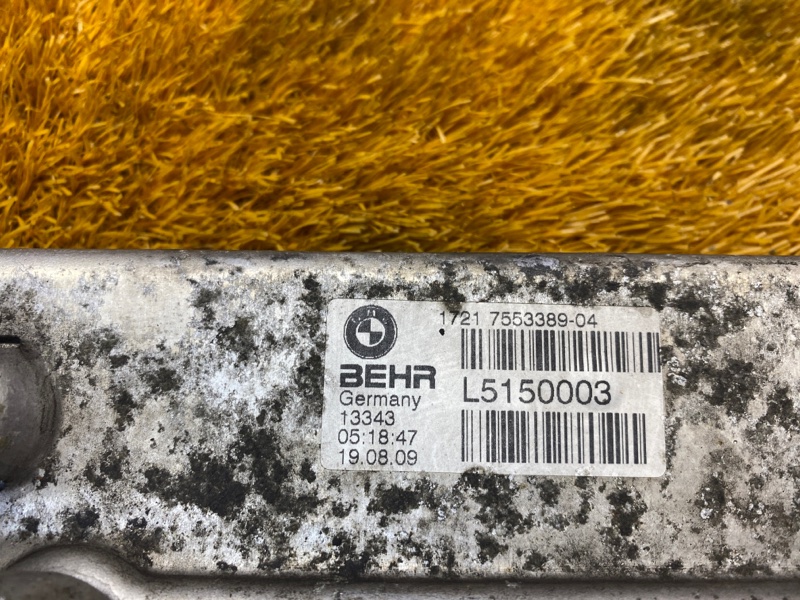 1721 7553389-04
BEHR
Germany
13343
05:18:47
19.08.09
L5150003